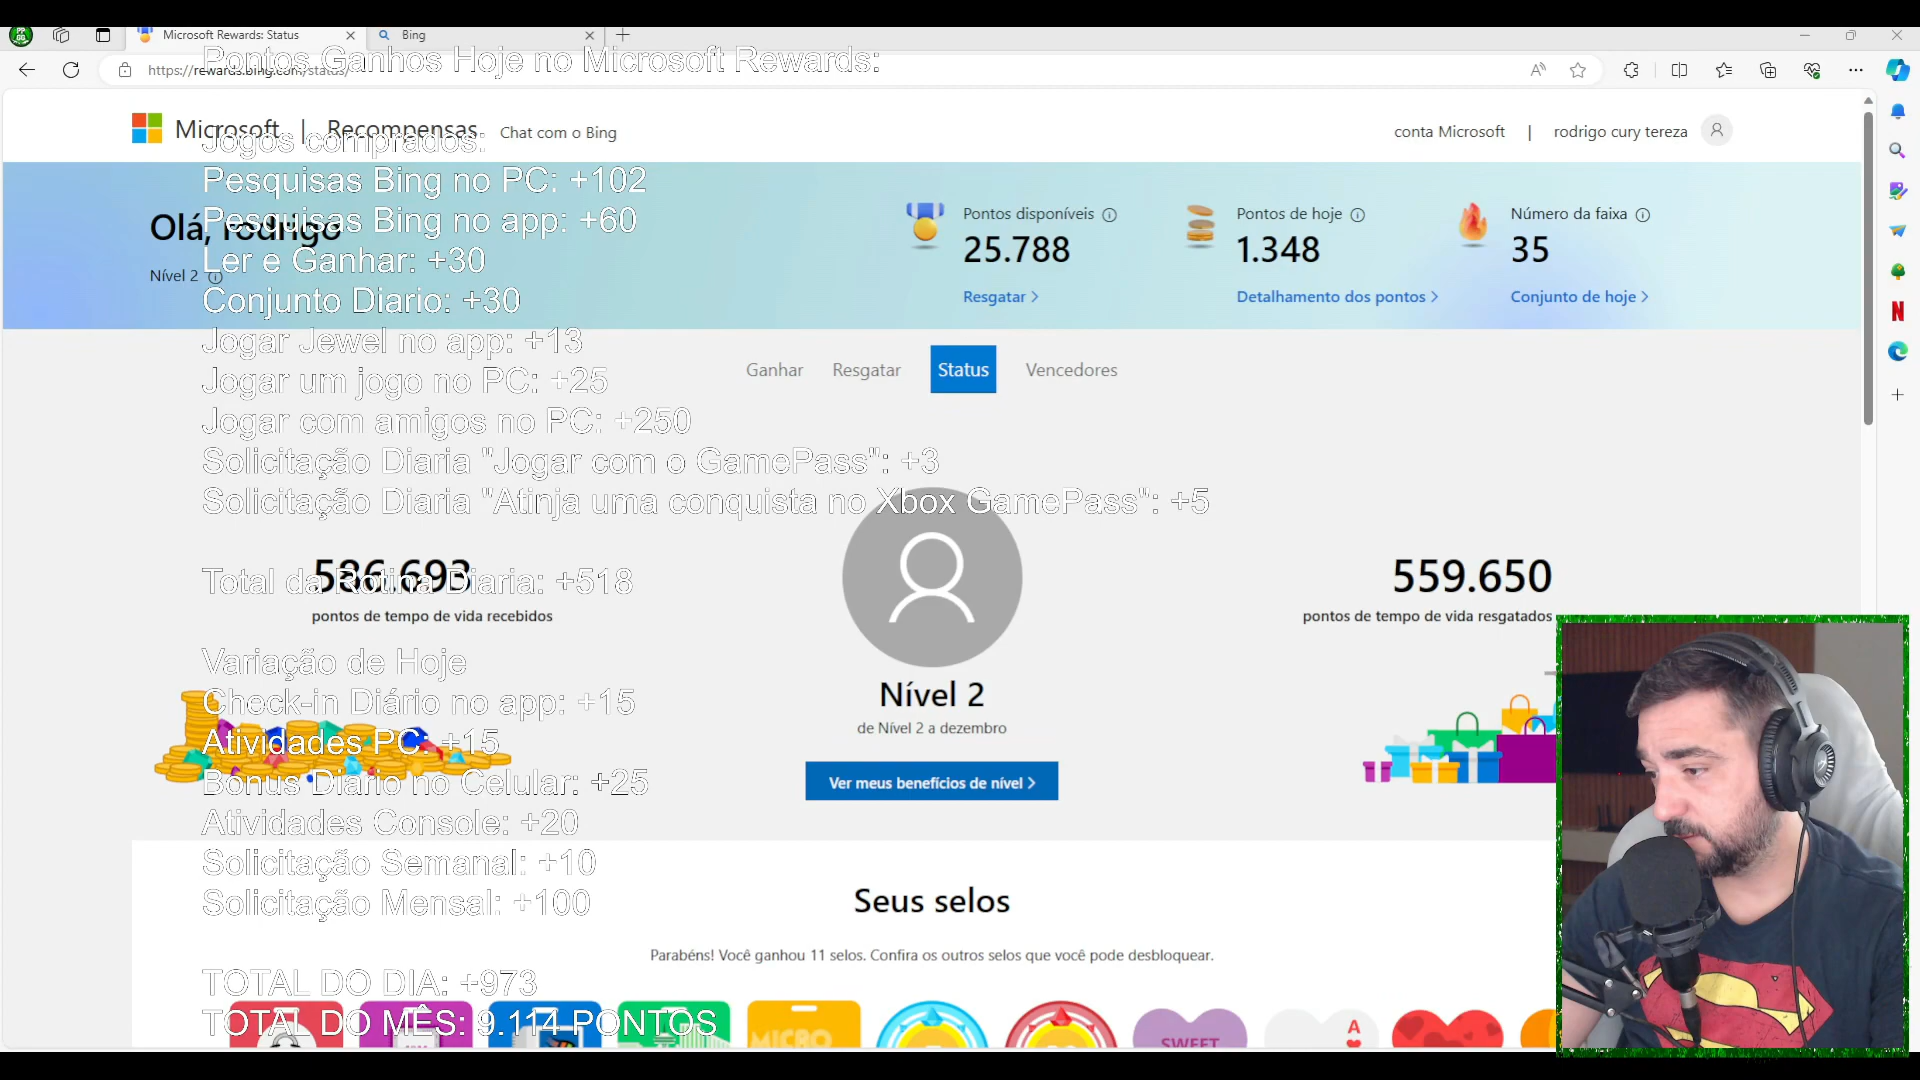 Microsoft Rewards: Status
Bing
https://rewards.bing.com/status/
Pontos Ganhos Hoje no Microsoft Rewards:
Microsoft | Recompensas
Chat com o Bing
conta Microsoft | rodrigo cury tereza
Jogos comprados:
Pesquisas Bing no PC: +102
Pesquisas Bing no app: +60
Ler e Ganhar: +30
Conjunto Diario: +30
Jogar Jewel no app: +13
Jogar um jogo no PC: +25
Jogar com amigos no PC: +250
Solicitação Diaria "Jogar com o GamePass": +3
Solicitação Diaria "Atinja uma conquista no Xbox GamePass": +5
Total da Rotina Diaria: +518
Variação de Hoje
Check-in Diário no app: +15
Atividades PC: +15
Bonus Diario no Celular: +25
Atividades Console: +20
Solicitação Semanal: +10
Solicitação Mensal: +100
TOTAL DO DIA: +973
TOTAL DO MÊS: 9.114 PONTOS
Olá, rodrigo
Nível 2
Pontos disponíveis
25.788
Resgatar >
Pontos de hoje
1.348
Detalhamento dos pontos >
Número da faixa
35
Conjunto de hoje >
Ganhar
Resgatar
Status
Vencedores
586.693
pontos de tempo de vida recebidos
Nível 2
de Nível 2 a dezembro
Ver meus benefícios de nível >
559.650
pontos de tempo de vida resgatados
Seus selos
Parabéns! Você ganhou 11 selos. Confira os outros selos que você pode desbloquear.
MICRO
SWEET
A